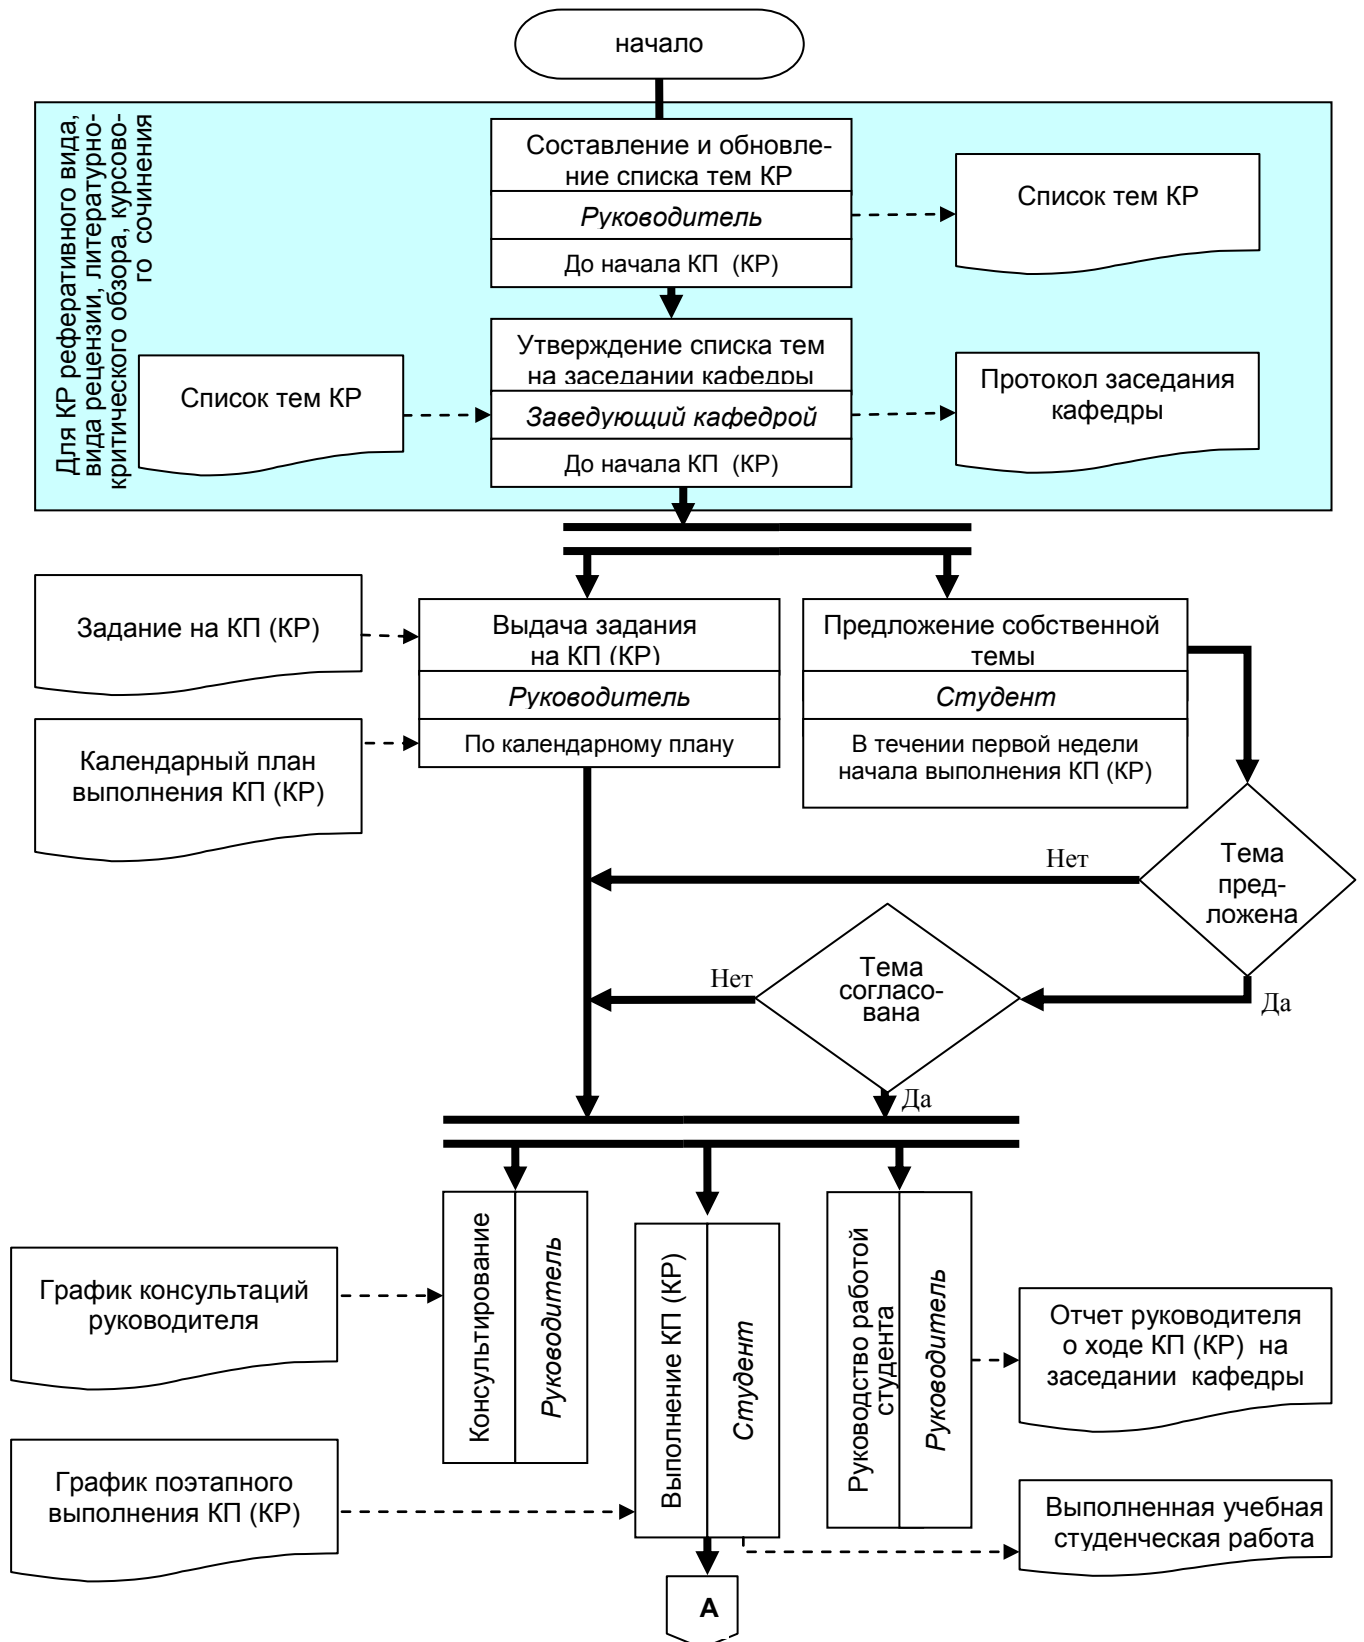 начало
Для КР реферативного вида,
вида рецензии, литературно-
критического обзора, курсово-
го сочинения
Составление и обновле-
ние списка тем КР
Руководитель
До начала КП (КР)
Список тем КР
Утверждение списка тем
на заседании кафедры
Заведующий кафедрой
До начала КП (КР)
Список тем КР
Протокол заседания
кафедры
Задание на КП (КР)
Выдача задания
на КП (КР)
Руководитель
По календарному плану
Предложение собственной
темы
Студент
В течении первой недели
начала выполнения КП (КР)
Календарный план
выполнения КП (КР)
Нет
Тема
пред-
ложена
Нет
Тема
согласо-
вана
Да
Да
График консультаций
руководителя
Консультирование
Руководитель
Выполнение КП (КР)
Студент
Руководство работой
студента
Руководитель
Отчет руководителя
о ходе КП (КР) на
заседании кафедры
График поэтапного
выполнения КП (КР)
Выполненная учебная
студенческая работа
А